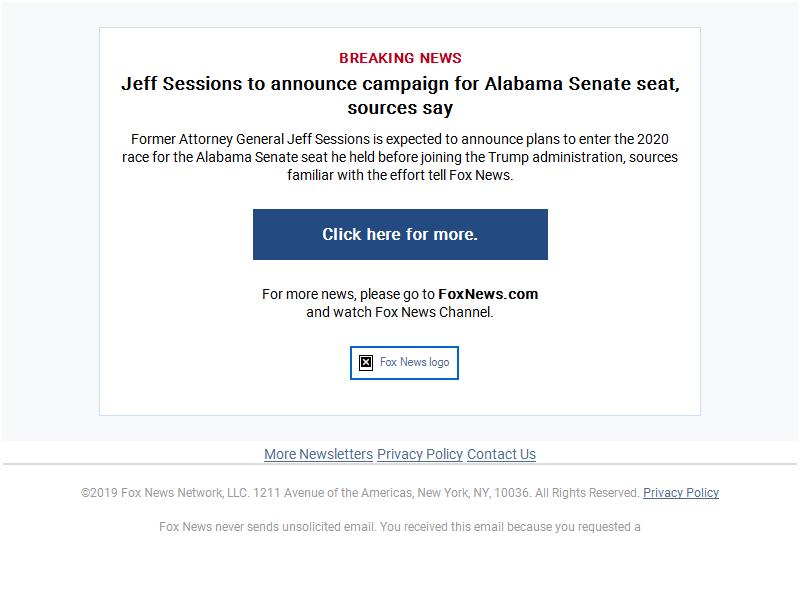 BREAKING NEWS
Jeff Sessions to announce campaign for Alabama Senate seat,
sources say
Former Attorney General Jeff Sessions is expected to announce plans to enter the 2020
race for the Alabama Senate seat he held before joining the Trump administration, sources
familiar with the effort tell Fox News.
Click here for more.
For more news, please go to FoxNews.com
and watch Fox News Channel.
Fox News logo
More Newsletters Privacy Policy Contact Us
©2019 Fox News Network, LLC. 1211 Avenue of the Americas, New York, NY, 10036. All Rights Reserved. Privacy Policy
Fox News never sends unsolicited email. You received this email because you requested a